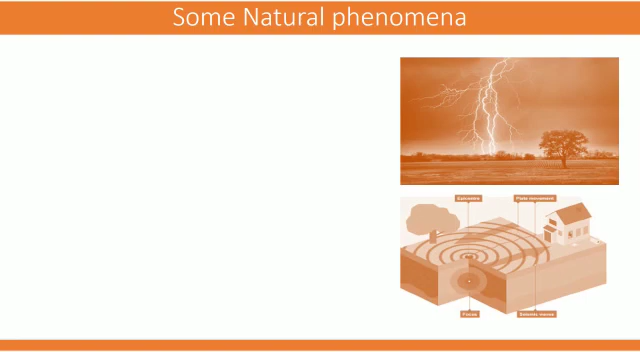 Some Natural phenomena
Epicentre
Plate movement
Focus
Seismic waves